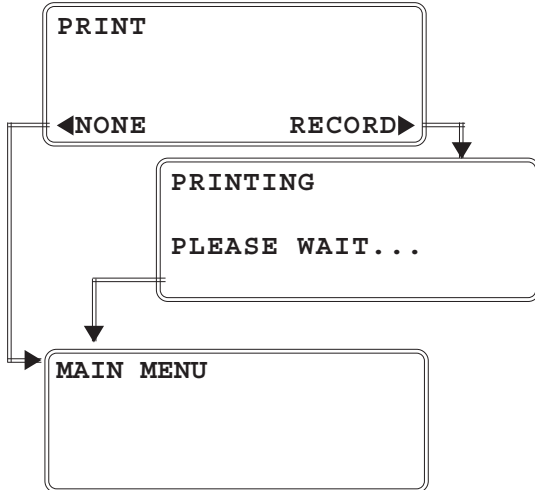 PRINT
◀NONE RECORD▶
PRINTING
PLEASE WAIT...
MAIN MENU